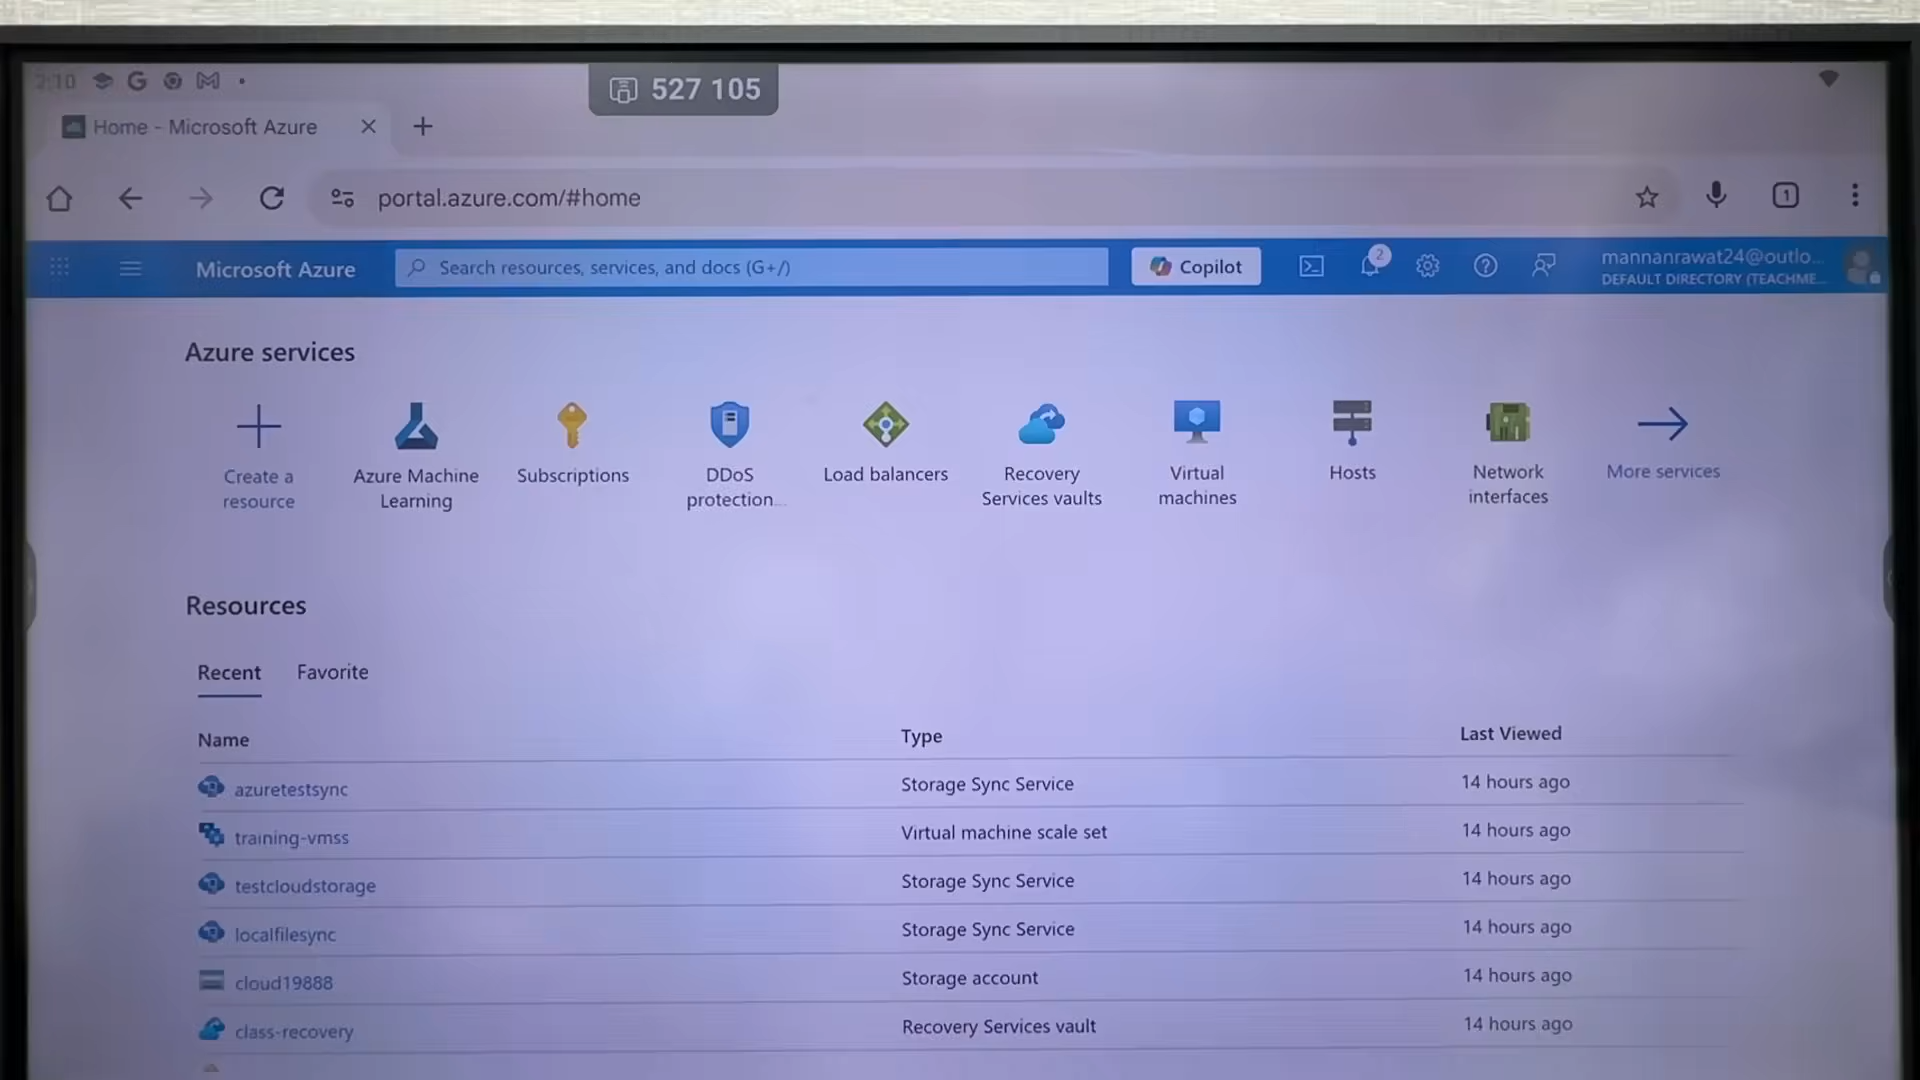 2:10
527 105
Home - Microsoft Azure
portal.azure.com/#home
1
Microsoft Azure
Search resources, services, and docs (G+/)
Copilot
2
mannanrawat24@outlo...
DEFAULT DIRECTORY (TEACHME...
Azure services
Create a
resource
Azure Machine
Learning
Subscriptions
DDoS
protection...
Load balancers
Recovery
Services vaults
Virtual
machines
Hosts
Network
interfaces
More services
Resources
Recent Favorite
Name Type Last Viewed
azuretestsync Storage Sync Service 14 hours ago
training-vmss Virtual machine scale set 14 hours ago
testcloudstorage Storage Sync Service 14 hours ago
localfilesync Storage Sync Service 14 hours ago
cloud19888 Storage account 14 hours ago
class-recovery Recovery Services vault 14 hours ago